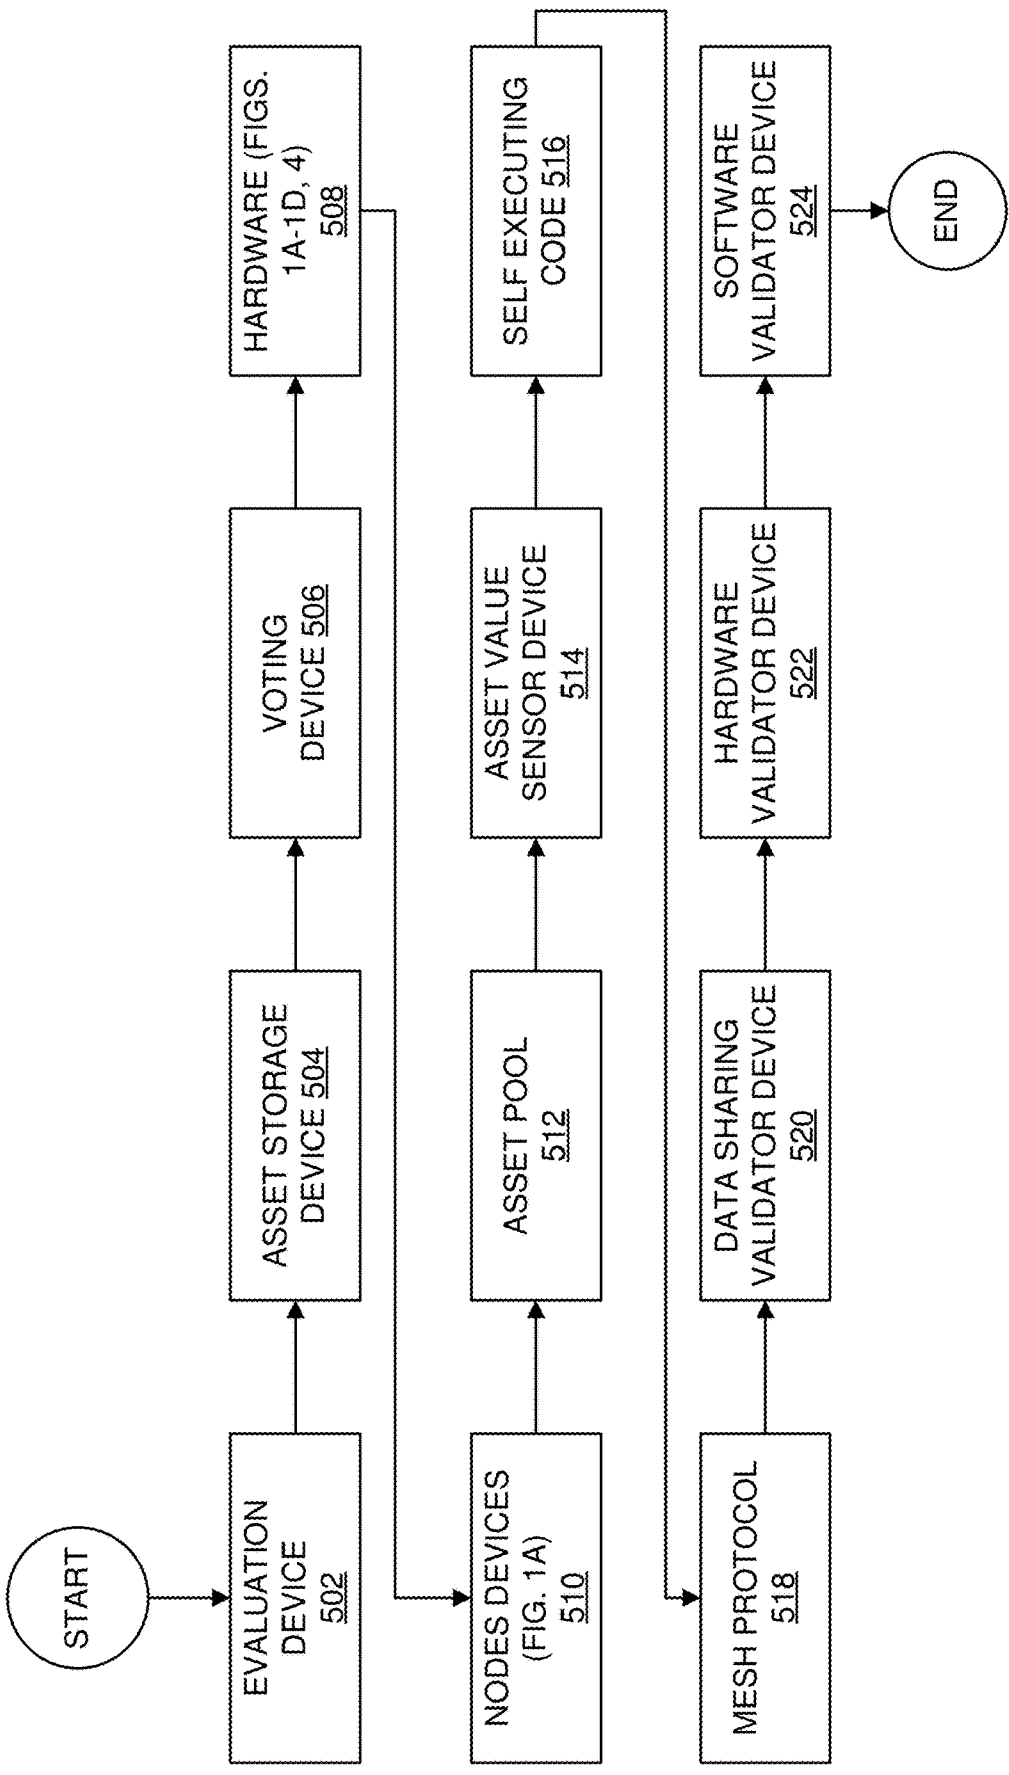 START
EVALUATION
DEVICE
502
ASSET STORAGE
DEVICE 504
VOTING
DEVICE 506
HARDWARE (FIGS.
1A-1D, 4)
508
NODES DEVICES
(FIG. 1A)
510
ASSET POOL
512
ASSET VALUE
SENSOR DEVICE
514
SELF EXECUTING
CODE 516
MESH PROTOCOL
518
DATA SHARING
VALIDATOR DEVICE
520
HARDWARE
VALIDATOR DEVICE
522
SOFTWARE
VALIDATOR DEVICE
524
END